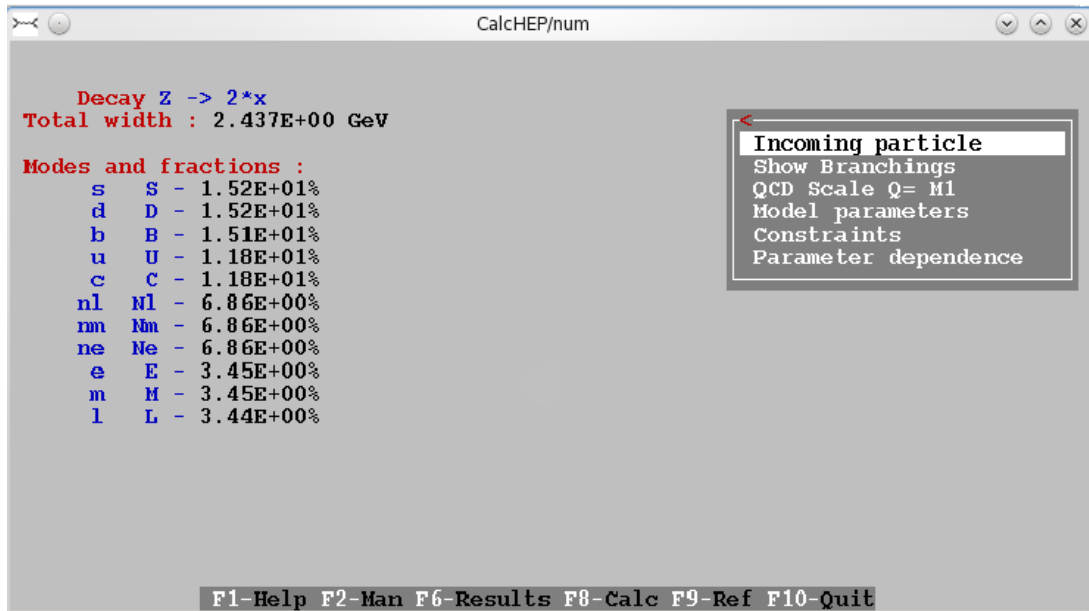 CalcHEP/num
Decay Z -> 2*x
Total width : 2.437E+00 GeV
Modes and fractions :
s S - 1.52E+01%
d D - 1.52E+01%
b B - 1.51E+01%
u U - 1.18E+01%
c C - 1.18E+01%
nl Nl - 6.86E+00%
nm Nm - 6.86E+00%
ne Ne - 6.86E+00%
e E - 3.45E+00%
m M - 3.45E+00%
l L - 3.44E+00%
<
Incoming particle
Show Branchings
QCD Scale Q= M1
Model parameters
Constraints
Parameter dependence
F1-Help F2-Man F6-Results F8-Calc F9-Ref F10-Quit